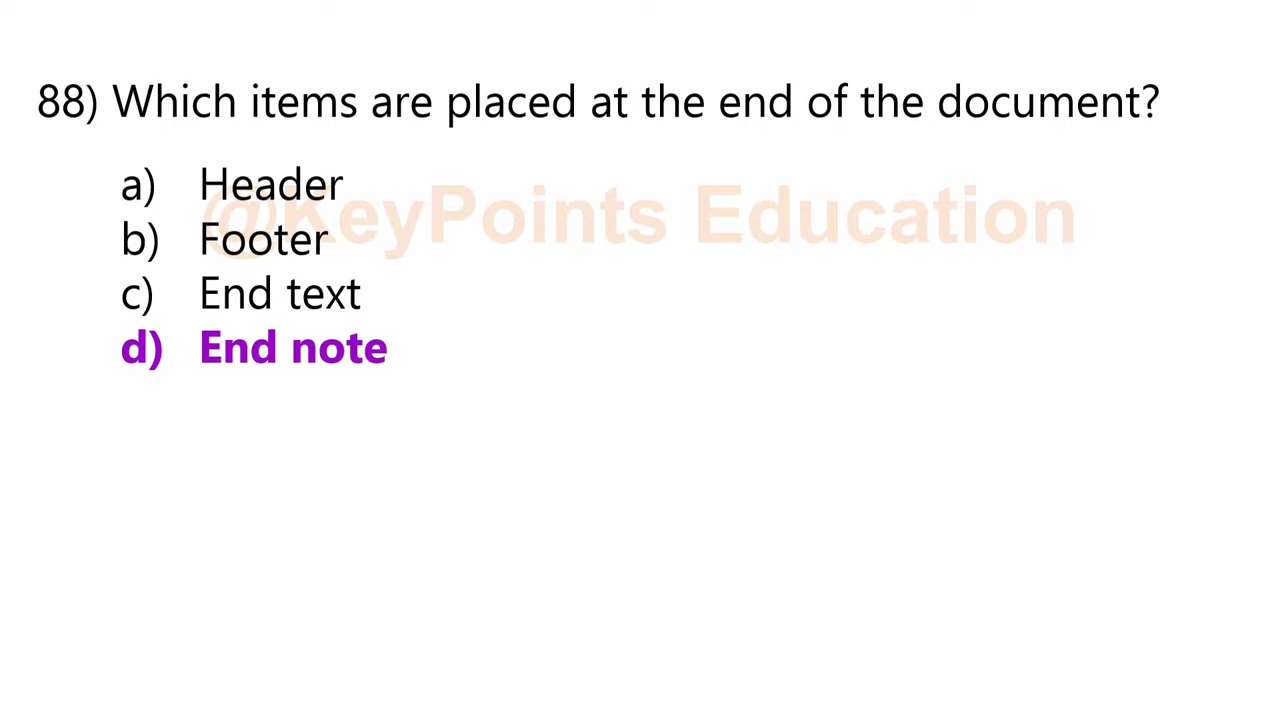 88) Which items are placed at the end of the document?
a) Header
@KeyPoints Education
b) Footer
c) End text
d) End note